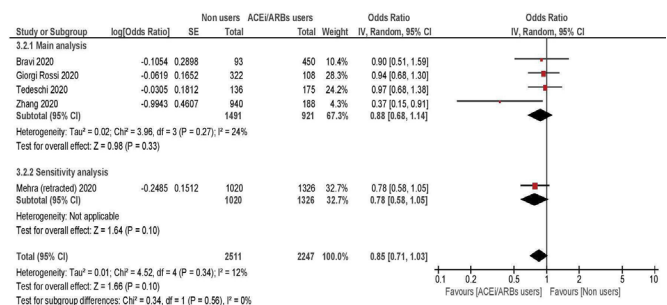 Non users ACEi/ARBs users Odds Ratio Odds Ratio
Study or Subgroup log[Odds Ratio] SE Total Total Weight IV, Random, 95% CI IV, Random, 95% CI
3.2.1 Main analysis
Bravi 2020 -0.1054 0.2898 93 450 10.4% 0.90 [0.51, 1.59]
Giorgi Rossi 2020 -0.0619 0.1652 322 108 28.3% 0.94 [0.68, 1.30]
Tedeschi 2020 -0.0305 0.1812 136 175 24.2% 0.97 [0.68, 1.38]
Zhang 2020 -0.9943 0.4607 940 188 4.3% 0.37 [0.15, 0.91]
Subtotal (95% CI) 1491 921 67.3% 0.88 [0.68, 1.14]
Heterogeneity: Tau² = 0.02; Chi² = 3.96, df = 3 (P = 0.27); I² = 24%
Test for overall effect: Z = 0.98 (P = 0.33)
3.2.2 Sensitivity analysis
Mehra (retracted) 2020 -0.2485 0.1512 1020 1326 32.7% 0.78 [0.58, 1.05]
Subtotal (95% CI) 1020 1326 32.7% 0.78 [0.58, 1.05]
Heterogeneity: Not applicable
Test for overall effect: Z = 1.64 (P = 0.10)
Total (95% CI) 2511 2247 100.0% 0.85 [0.71, 1.03]
Heterogeneity: Tau² = 0.01; Chi² = 4.52, df = 4 (P = 0.34); I² = 12%
Test for overall effect: Z = 1.66 (P = 0.10)
Test for subgroup differences: Chi² = 0.34, df = 1 (P = 0.56), I² = 0%
0.1 0.2 0.5 1 2 5 10
Favours [ACEi/ARBs users] Favours [Non users]